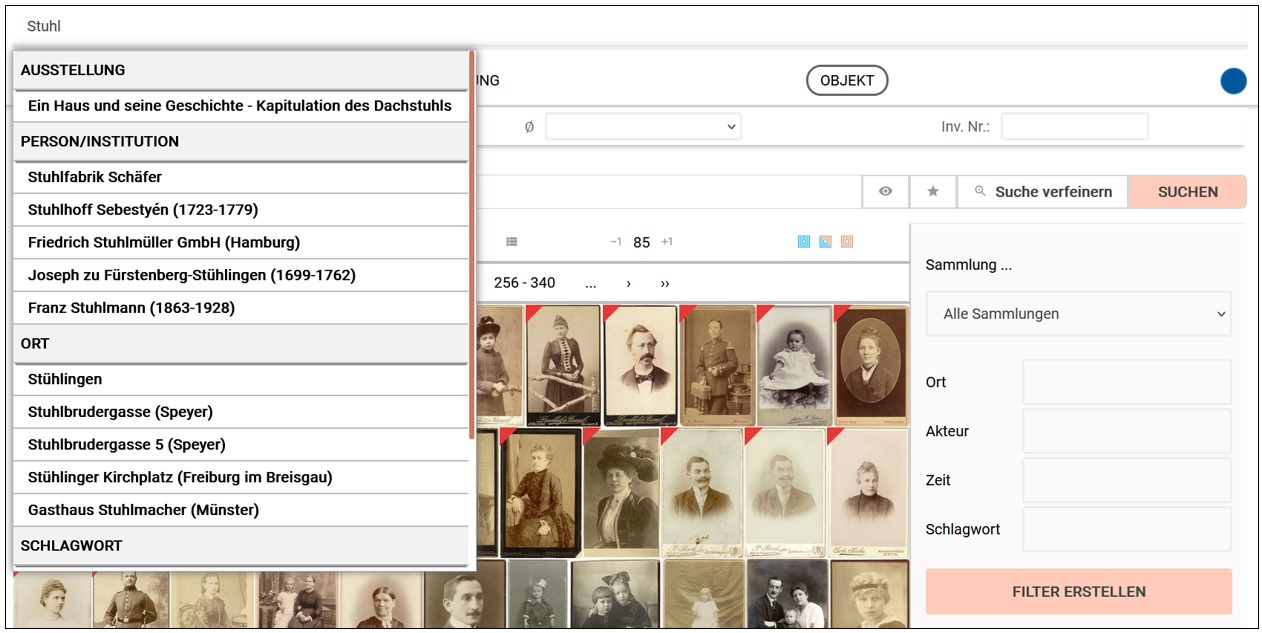 Stuhl
AUSSTELLUNG
Ein Haus und seine Geschichte - Kapitulation des Dachstuhls
PERSON/INSTITUTION
Stuhlfabrik Schäfer
Stuhlhoff Sebestyén (1723-1779)
Friedrich Stuhlmüller GmbH (Hamburg)
Joseph zu Fürstenberg-Stühlingen (1699-1762)
Franz Stuhlmann (1863-1928)
ORT
Stühlingen
Stuhlbrudergasse (Speyer)
Stuhlbrudergasse 5 (Speyer)
Stühlinger Kirchplatz (Freiburg im Breisgau)
Gasthaus Stuhlmacher (Münster)
SCHLAGWORT
UNG
OBJEKT
Ø
Inv. Nr.:
Suche verfeinern
SUCHEN
−1 85 +1
256 - 340 ... › ››
Sammlung ...
Alle Sammlungen
Ort
Akteur
Zeit
Schlagwort
FILTER ERSTELLEN